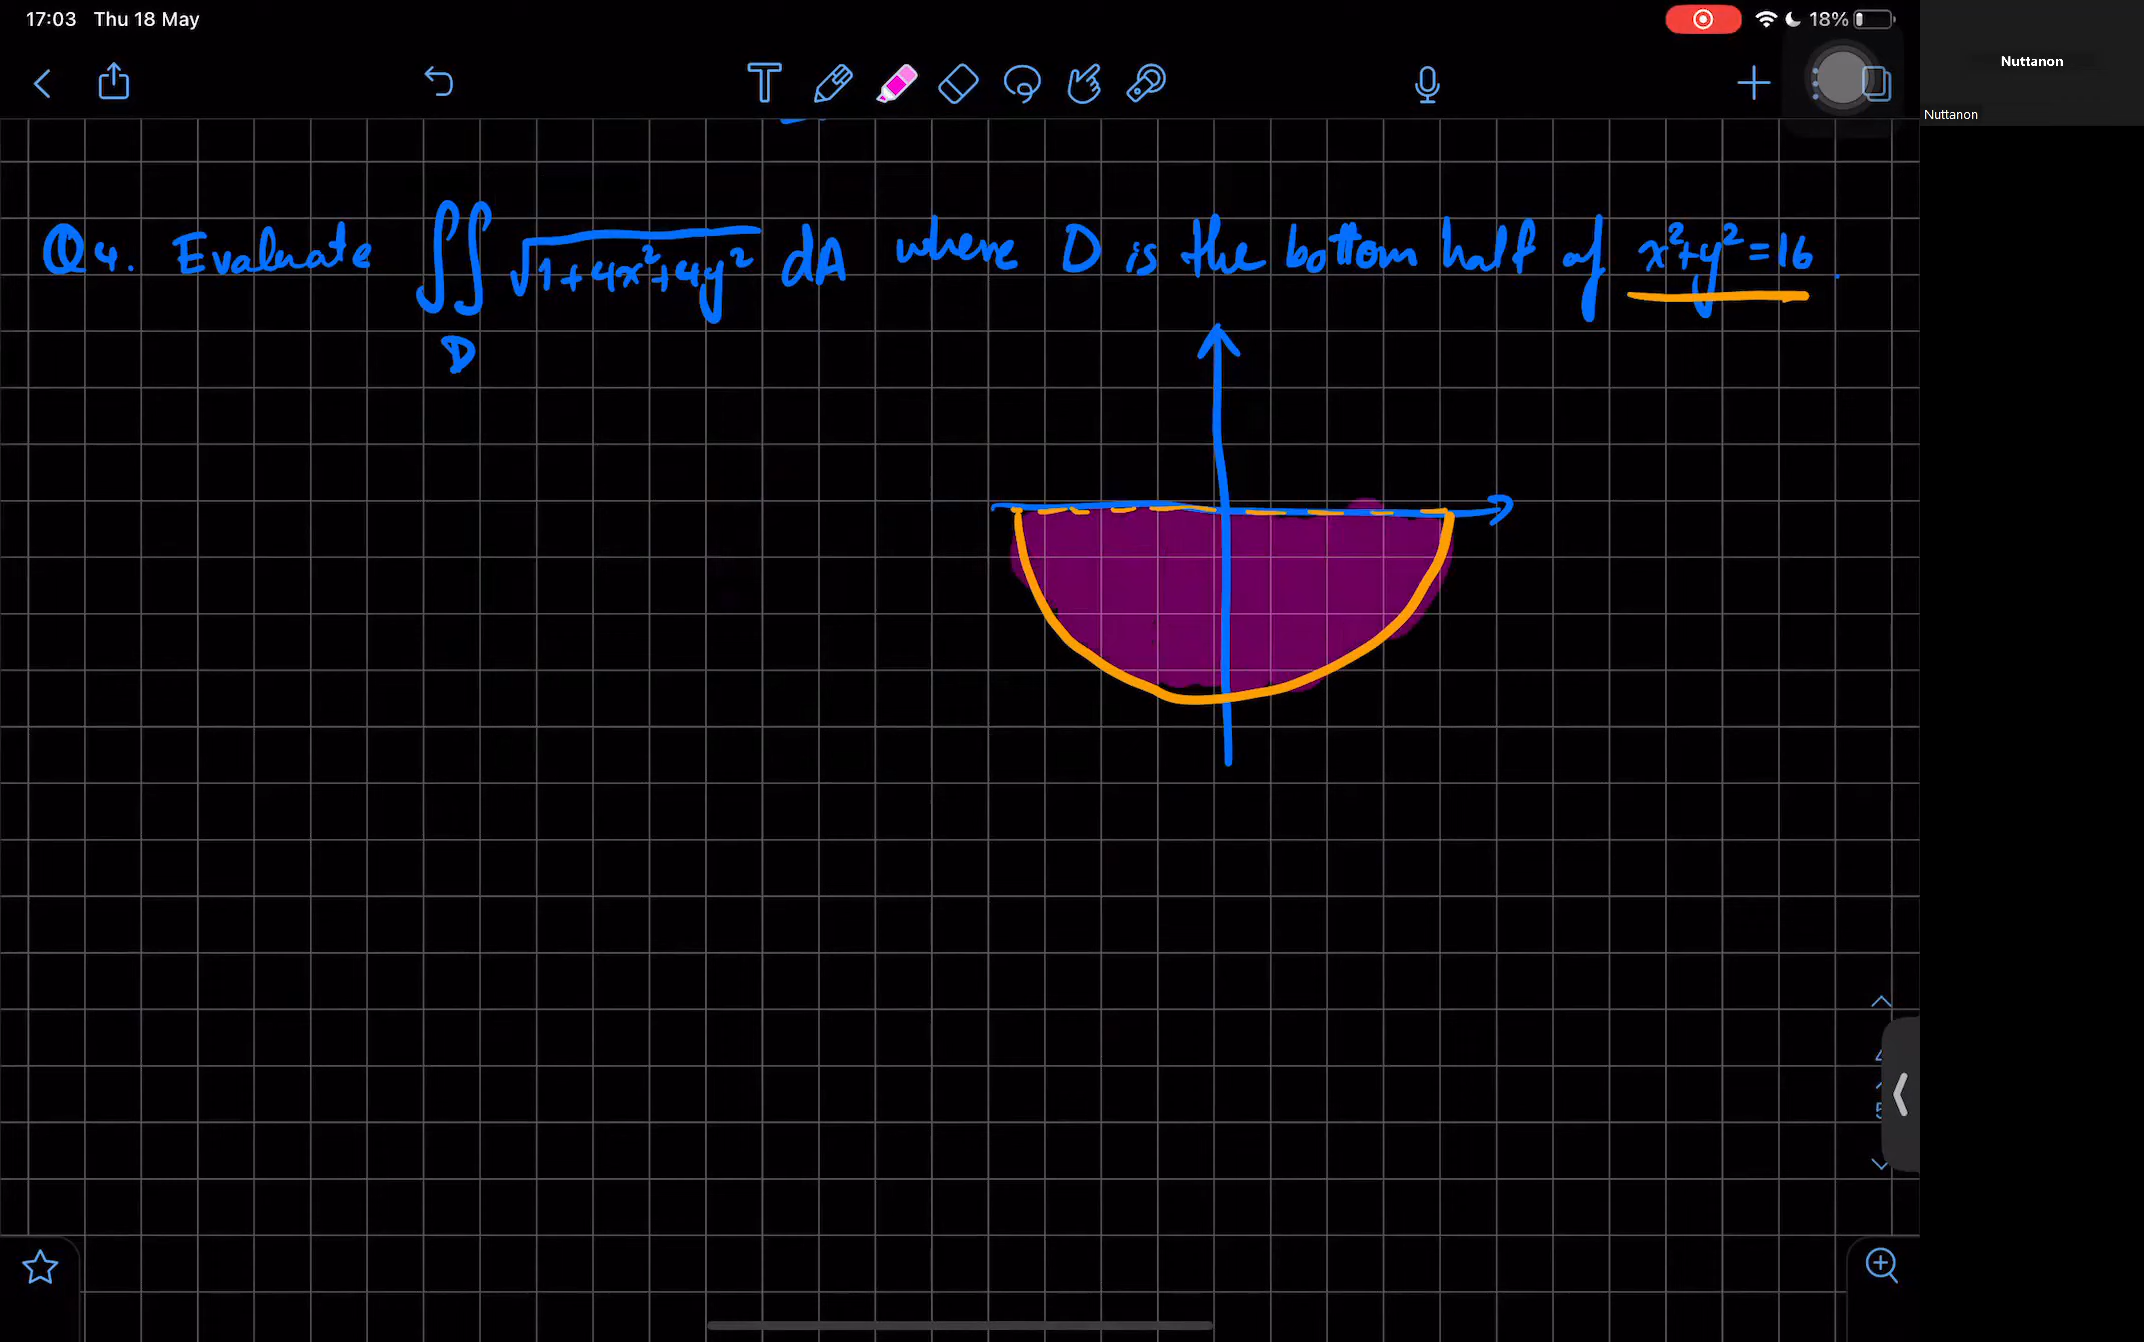 17:03 Thu 18 May
18%
Nuttanon
Nuttanon
Q4. Evaluate ∬ √1+4x²+4y² dA where D is the bottom half of x²+y²=16.
D